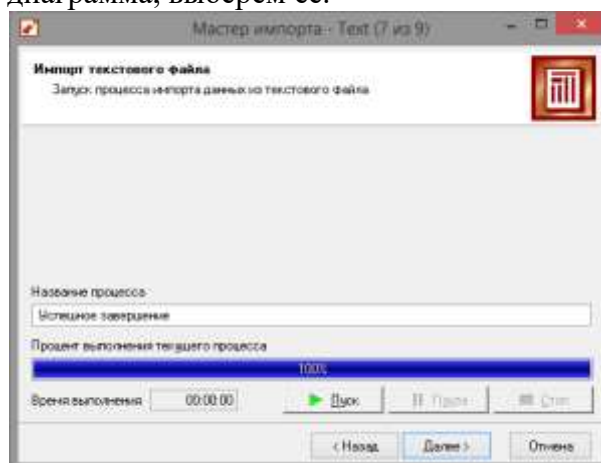 диаграмма, выберем ее.
Мастер импорта - Text (7 из 9)
Импорт текстового файла
Запуск процесса импорта данных из текстового файла
Название процесса
Успешное завершение
Процент выполнения текущего процесса
100%
Время выполнения 00:00:00 Пуск Пауза Стоп
< Назад Далее > Отмена